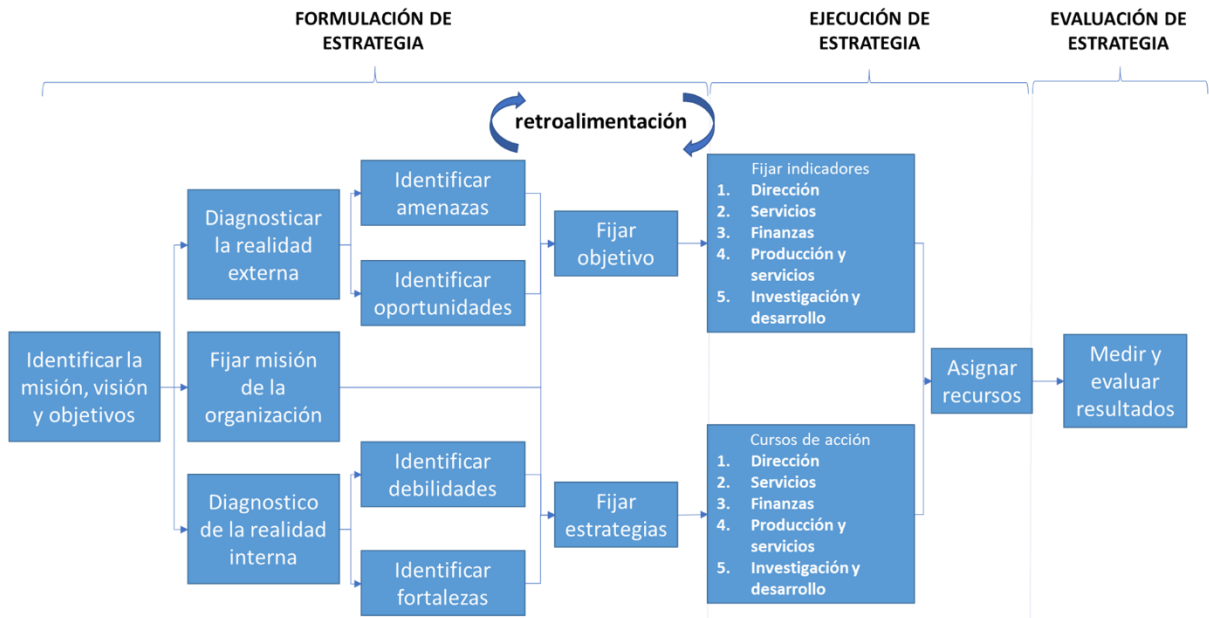 FORMULACIÓN DE
ESTRATEGIA
EJECUCIÓN DE
ESTRATEGIA
EVALUACIÓN DE
ESTRATEGIA
retroalimentación
Identificar la
misión, visión
y objetivos
Diagnosticar
la realidad
externa
Fijar misión
de la
organización
Diagnostico
de la realidad
interna
Identificar
amenazas
Identificar
oportunidades
Identificar
debilidades
Identificar
fortalezas
Fijar
objetivo
Fijar
estrategias
Fijar indicadores
1. Dirección
2. Servicios
3. Finanzas
4. Producción y
servicios
5. Investigación y
desarrollo
Cursos de acción
1. Dirección
2. Servicios
3. Finanzas
4. Producción y
servicios
5. Investigación y
desarrollo
Asignar
recursos
Medir y
evaluar
resultados